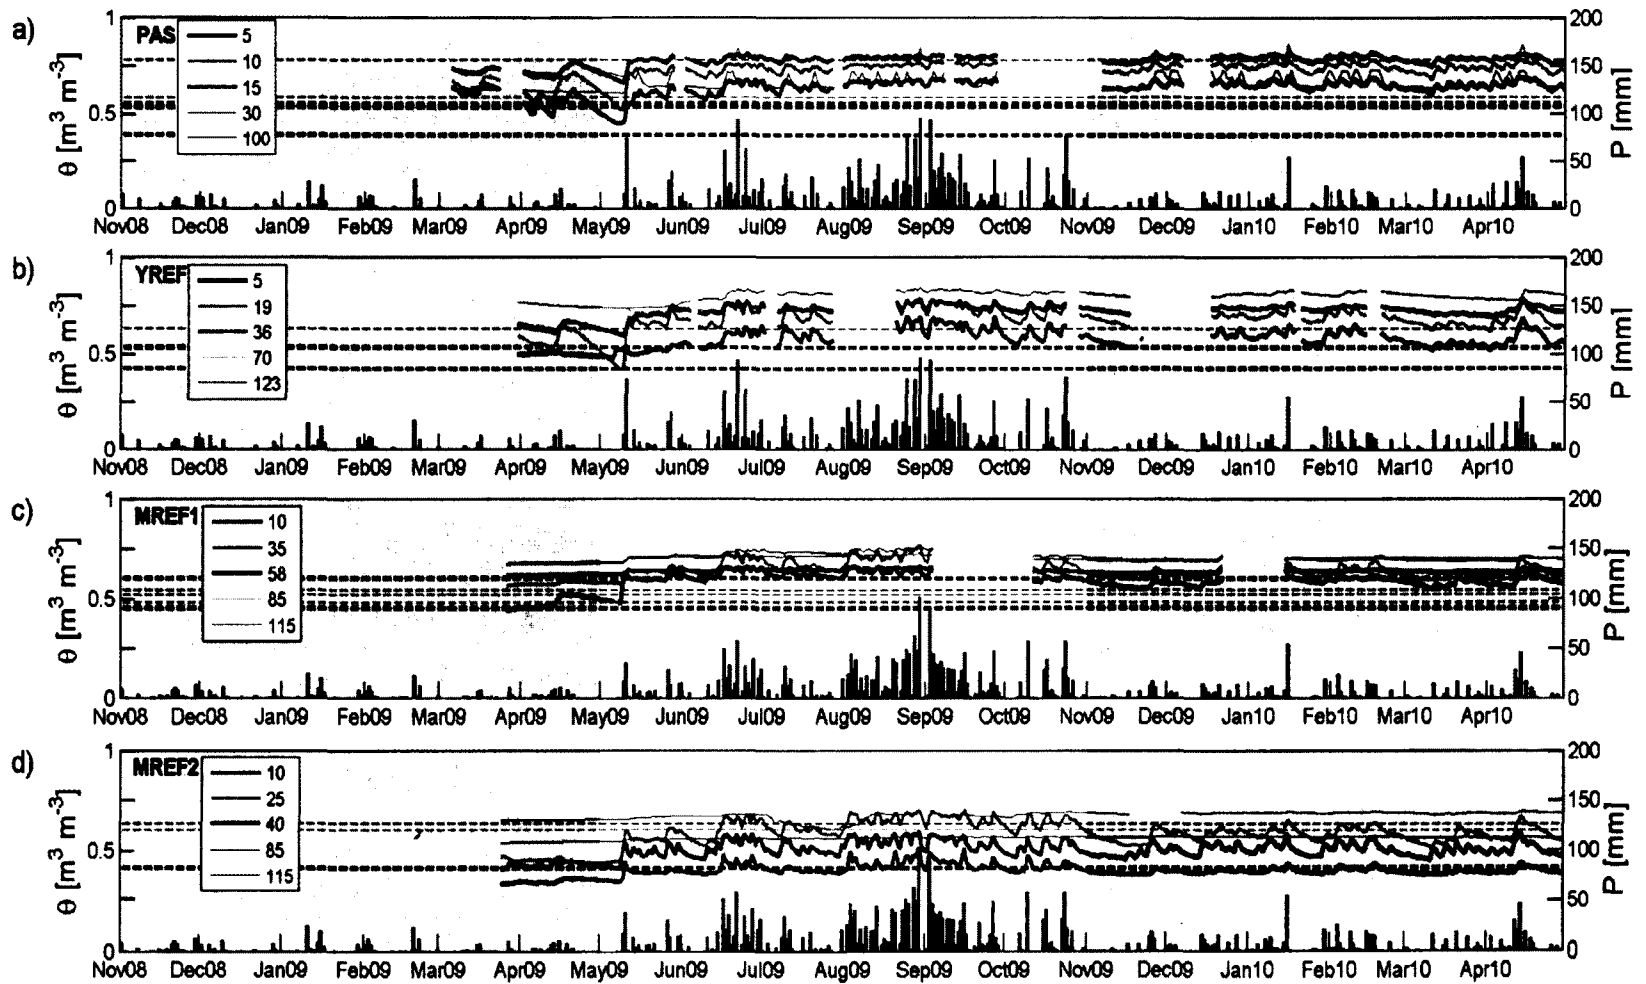 a)
PAS
5
10
15
30
100
1
0.5
0
θ [m³ m⁻³]
200
150
100
50
0
P [mm]
Nov08 Dec08 Jan09 Feb09 Mar09 Apr09 May09 Jun09 Jul09 Aug09 Sep09 Oct09 Nov09 Dec09 Jan10 Feb10 Mar10 Apr10
b)
YREF
5
19
36
70
123
1
0.5
0
θ [m³ m⁻³]
200
150
100
50
0
P [mm]
Nov08 Dec08 Jan09 Feb09 Mar09 Apr09 May09 Jun09 Jul09 Aug09 Sep09 Oct09 Nov09 Dec09 Jan10 Feb10 Mar10 Apr10
c)
MREF1
10
35
58
85
115
1
0.5
0
θ [m³ m⁻³]
200
150
100
50
0
P [mm]
Nov08 Dec08 Jan09 Feb09 Mar09 Apr09 May09 Jun09 Jul09 Aug09 Sep09 Oct09 Nov09 Dec09 Jan10 Feb10 Mar10 Apr10
d)
MREF2
10
25
40
85
115
1
0.5
0
θ [m³ m⁻³]
200
150
100
50
0
P [mm]
Nov08 Dec08 Jan09 Feb09 Mar09 Apr09 May09 Jun09 Jul09 Aug09 Sep09 Oct09 Nov09 Dec09 Jan10 Feb10 Mar10 Apr10